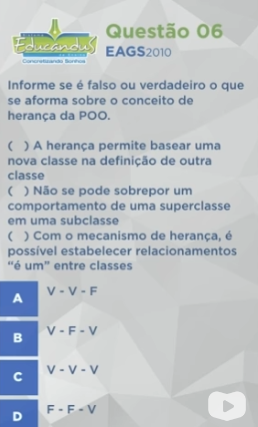 Educandus
Concretizando Sonhos
Questão 06
EAGS2010
Informe se é falso ou verdadeiro o que
se aforma sobre o conceito de
herança da POO.
( ) A herança permite basear uma
nova classe na definição de outra
classe
( ) Não se pode sobrepor um
comportamento de uma superclasse
em uma subclasse
( ) Com o mecanismo de herança, é
possível estabelecer relacionamentos
“é um” entre classes
A V - V - F
B V - F - V
C V - V - V
D F - F - V